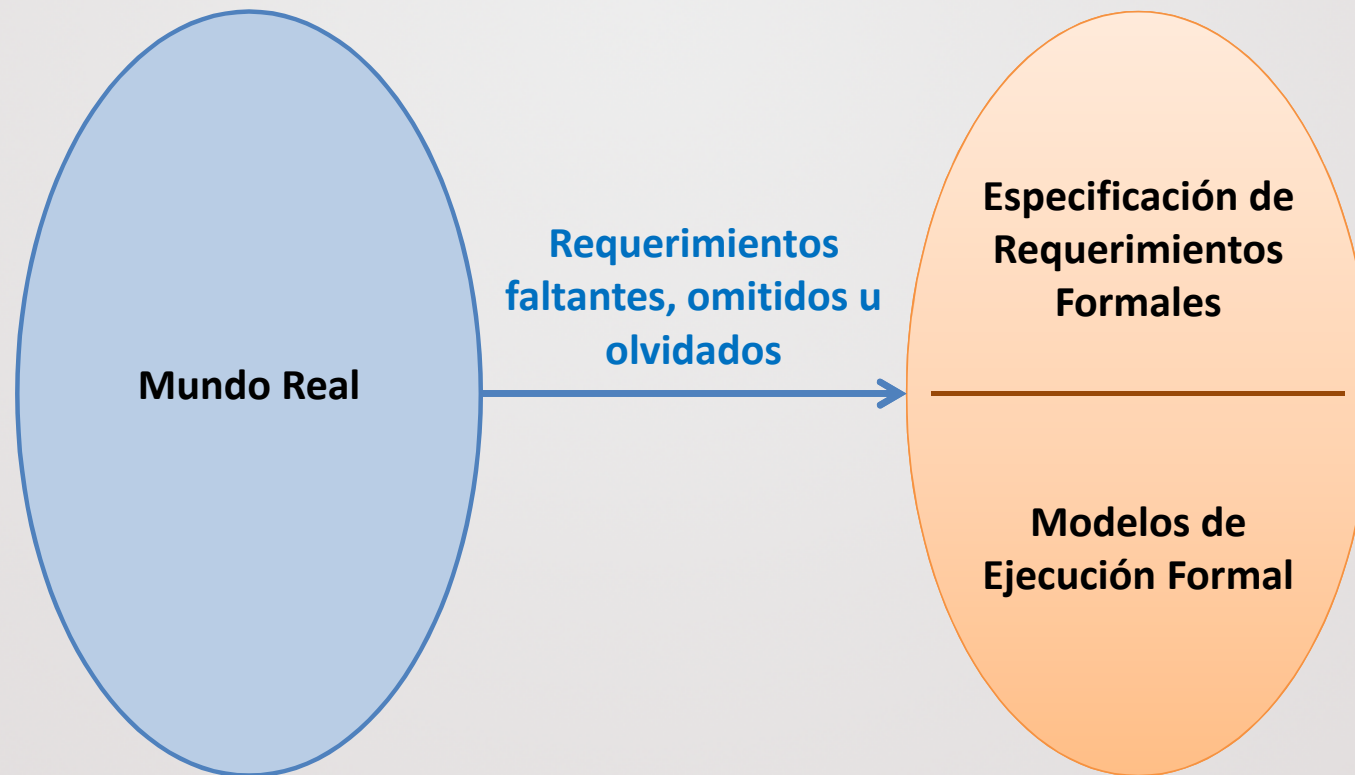 Mundo Real
Requerimientos
faltantes, omitidos u
olvidados
Especificación de
Requerimientos
Formales
Modelos de
Ejecución Formal